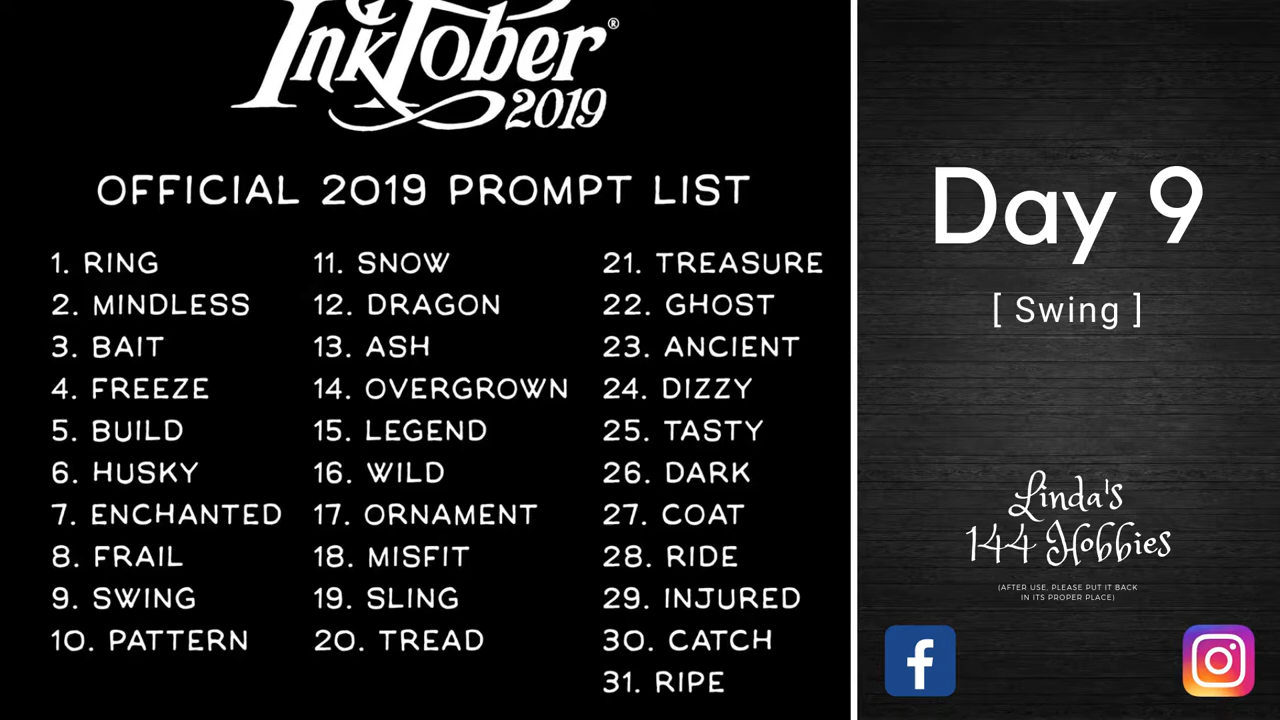 InkTober®
2019
OFFICIAL 2019 PROMPT LIST
1. RING
2. MINDLESS
3. BAIT
4. FREEZE
5. BUILD
6. HUSKY
7. ENCHANTED
8. FRAIL
9. SWING
10. PATTERN
11. SNOW
12. DRAGON
13. ASH
14. OVERGROWN
15. LEGEND
16. WILD
17. ORNAMENT
18. MISFIT
19. SLING
20. TREAD
21. TREASURE
22. GHOST
23. ANCIENT
24. DIZZY
25. TASTY
26. DARK
27. COAT
28. RIDE
29. INJURED
30. CATCH
31. RIPE
Day 9
[ Swing ]
Linda's
144 Hobbies
(AFTER USE, PLEASE PUT IT BACK
IN ITS PROPER PLACE)